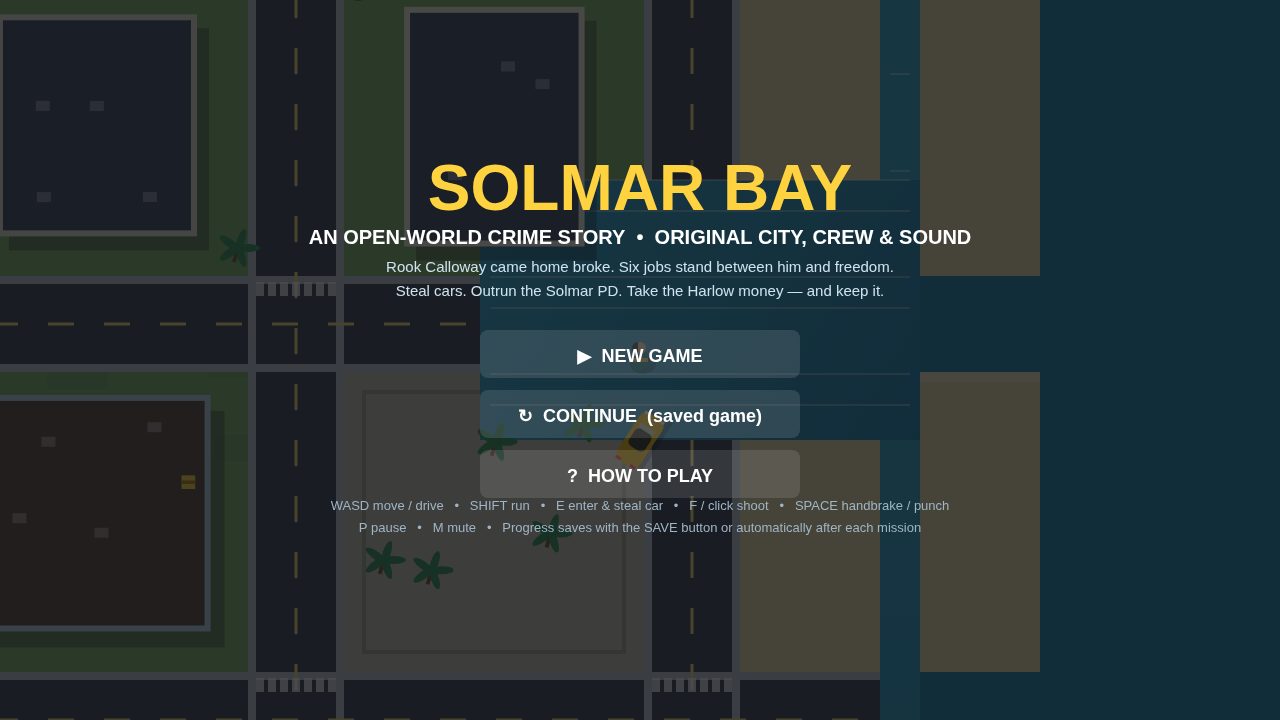 SOLMAR BAY
AN OPEN-WORLD CRIME STORY • ORIGINAL CITY, CREW & SOUND
Rook Calloway came home broke. Six jobs stand between him and freedom.
Steal cars. Outrun the Solmar PD. Take the Harlow money — and keep it.
▶ NEW GAME
↻ CONTINUE (saved game)
? HOW TO PLAY
WASD move / drive • SHIFT run • E enter & steal car • F / click shoot • SPACE handbrake / punch
P pause • M mute • Progress saves with the SAVE button or automatically after each mission